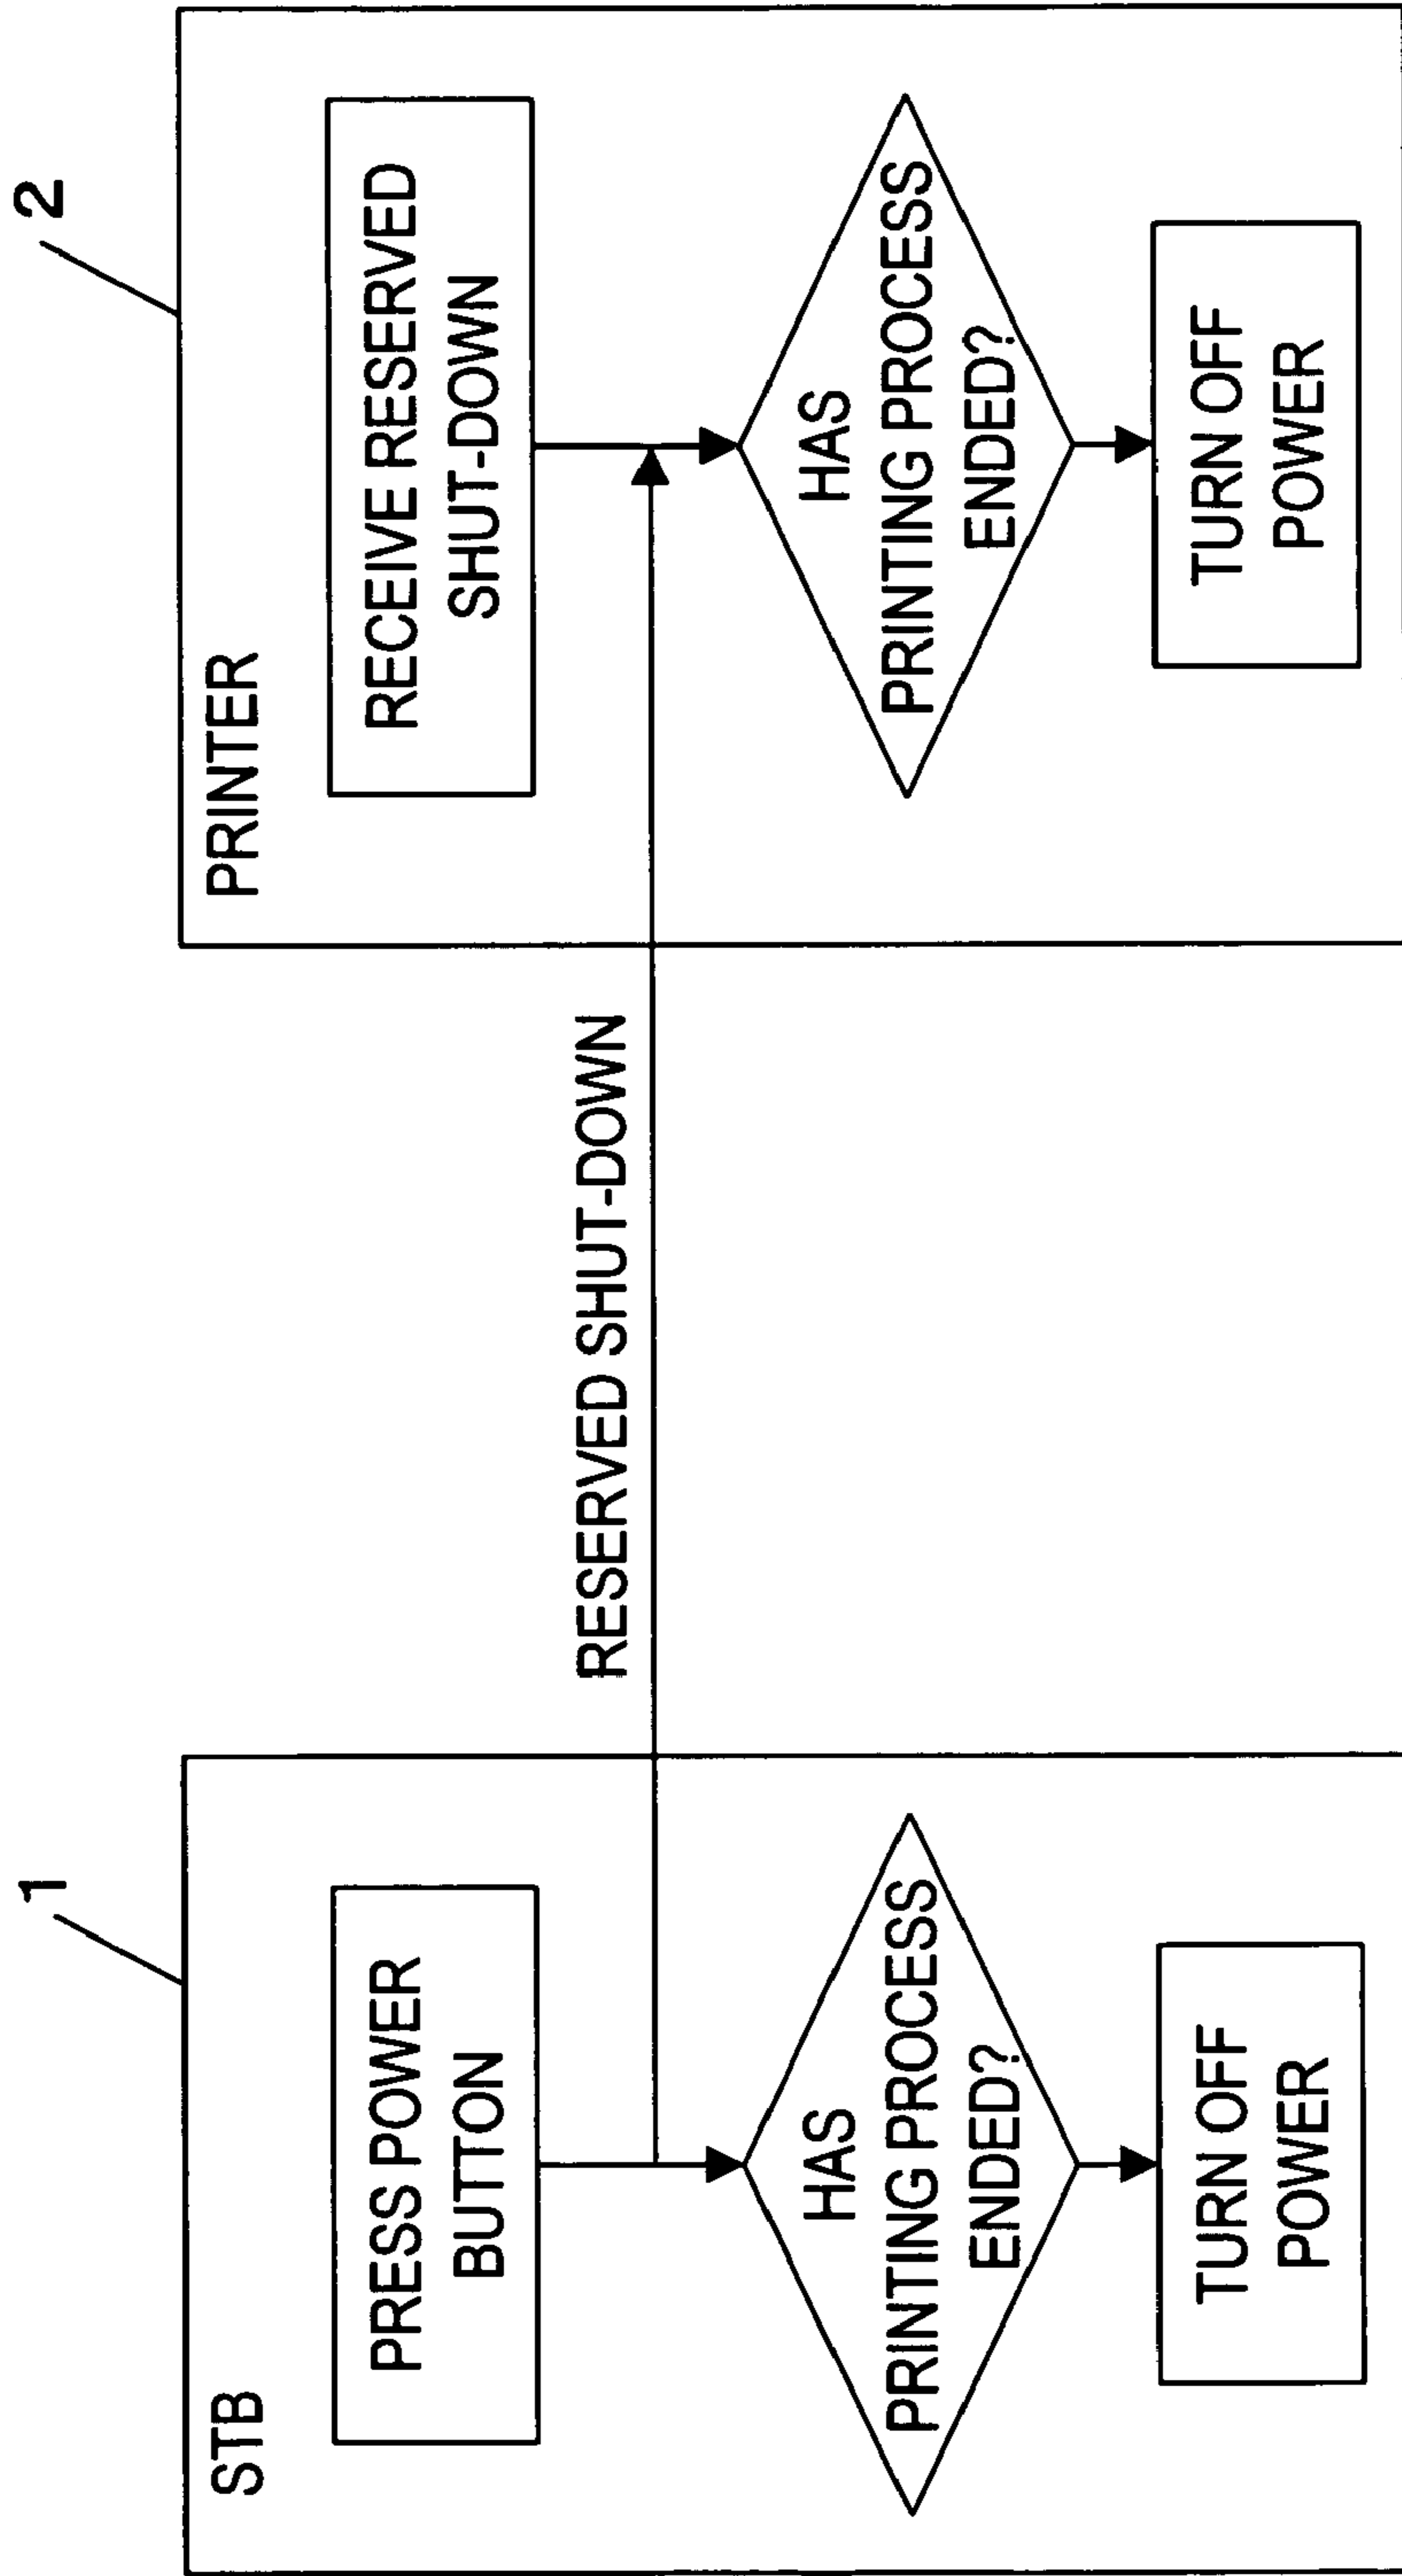 1
STB
PRESS POWER
BUTTON
HAS
PRINTING PROCESS
ENDED?
TURN OFF
POWER
RESERVED SHUT-DOWN
2
PRINTER
RECEIVE RESERVED
SHUT-DOWN
HAS
PRINTING PROCESS
ENDED?
TURN OFF
POWER